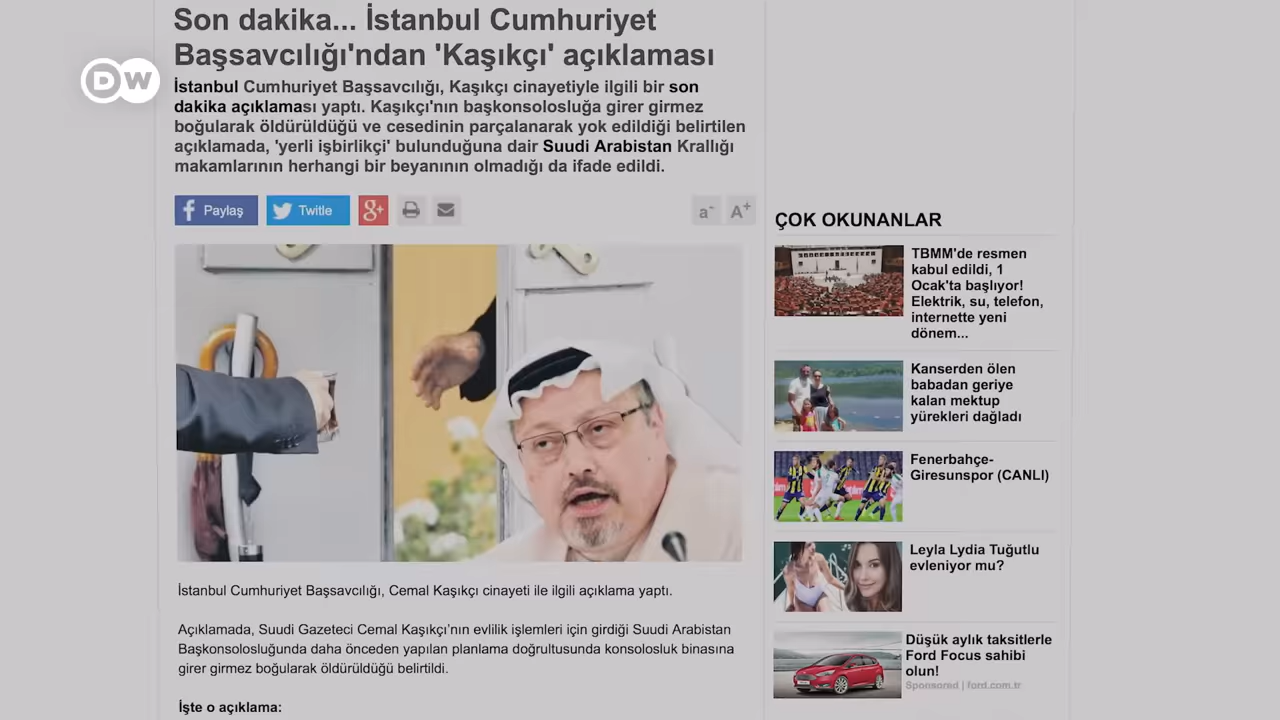 Son dakika... İstanbul Cumhuriyet
Başsavcılığı'ndan 'Kaşıkçı' açıklaması
DW
İstanbul Cumhuriyet Başsavcılığı, Kaşıkçı cinayetiyle ilgili bir son
dakika açıklaması yaptı. Kaşıkçı'nın başkonsolosluğa girer girmez
boğularak öldürüldüğü ve cesedinin parçalanarak yok edildiği belirtilen
açıklamada, 'yerli işbirlikçi' bulunduğuna dair Suudi Arabistan Krallığı
makamlarının herhangi bir beyanının olmadığı da ifade edildi.
Paylaş
Twitle
g+
a-
A+
İstanbul Cumhuriyet Başsavcılığı, Cemal Kaşıkçı cinayeti ile ilgili açıklama yaptı.
Açıklamada, Suudi Gazeteci Cemal Kaşıkçı'nın evlilik işlemleri için girdiği Suudi Arabistan
Başkonsolosluğunda daha önceden yapılan planlama doğrultusunda konsolosluk binasına
girer girmez boğularak öldürüldüğü belirtildi.
İşte o açıklama:
ÇOK OKUNANLAR
TBMM'de resmen
kabul edildi, 1
Ocak'ta başlıyor!
Elektrik, su, telefon,
internette yeni
dönem...
Kanserden ölen
babadan geriye
kalan mektup
yürekleri dağladı
Fenerbahçe-
Giresunspor (CANLI)
Leyla Lydia Tuğutlu
evleniyor mu?
Düşük aylık taksitlerle
Ford Focus sahibi
olun!
Sponsored | ford.com.tr